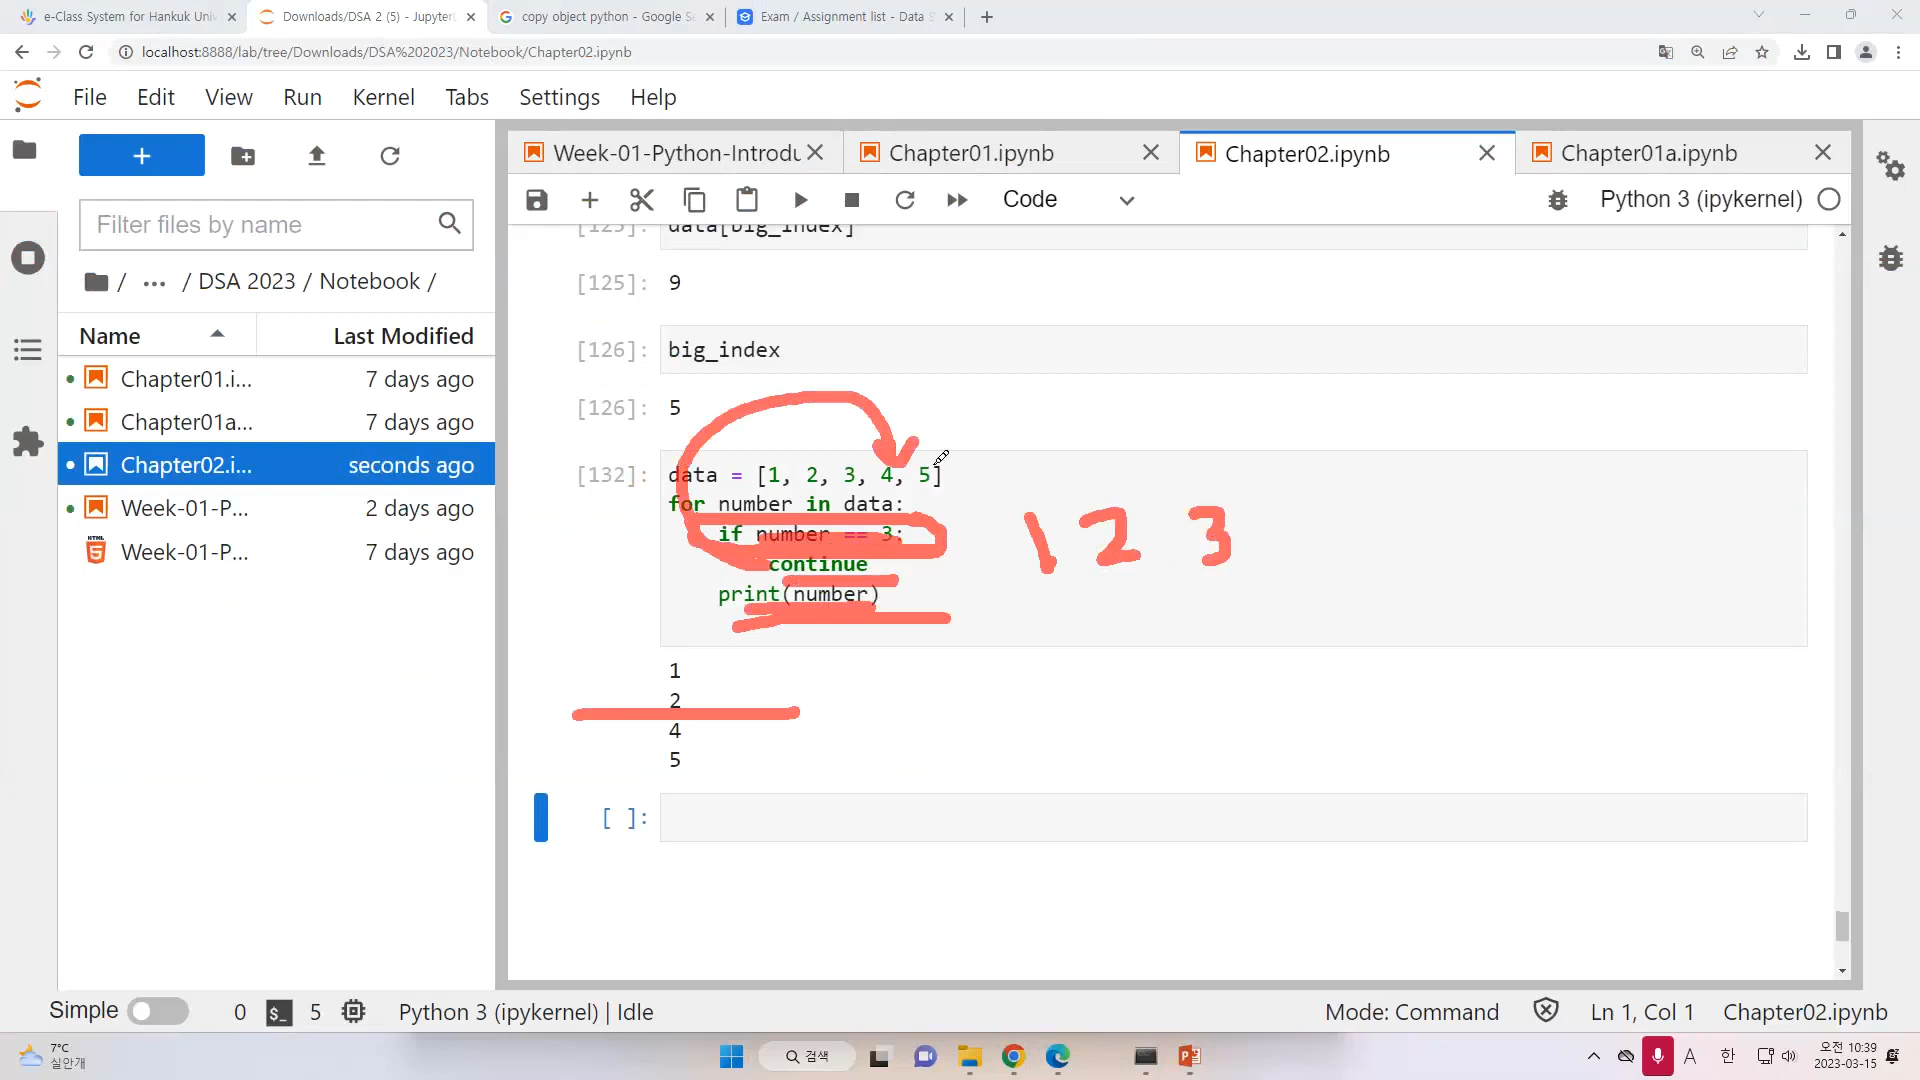 e-Class System for Hankuk Univ
Downloads/DSA 2 (5) - JupyterL
copy object python - Google Se
Exam / Assignment list - Data S
localhost:8888/lab/tree/Downloads/DSA%202023/Notebook/Chapter02.ipynb
File Edit View Run Kernel Tabs Settings Help
Week-01-Python-Introdu
Chapter01.ipynb
Chapter02.ipynb
Chapter01a.ipynb
Code
Python 3 (ipykernel)
Filter files by name
/ ... / DSA 2023 / Notebook /
Name Last Modified
Chapter01.i... 7 days ago
Chapter01a... 7 days ago
Chapter02.i... seconds ago
Week-01-P... 2 days ago
Week-01-P... 7 days ago
[125]: data[big_index]
[125]: 9
[126]: big_index
[126]: 5
[132]: data = [1, 2, 3, 4, 5]
for number in data:
if number == 3:
continue
print(number)
1 2 3
1
2
4
5
[ ]:
Simple 0 $_ 5 Python 3 (ipykernel) | Idle
Mode: Command Ln 1, Col 1 Chapter02.ipynb
7°C
실안개
검색
A 한
오전 10:39
2023-03-15